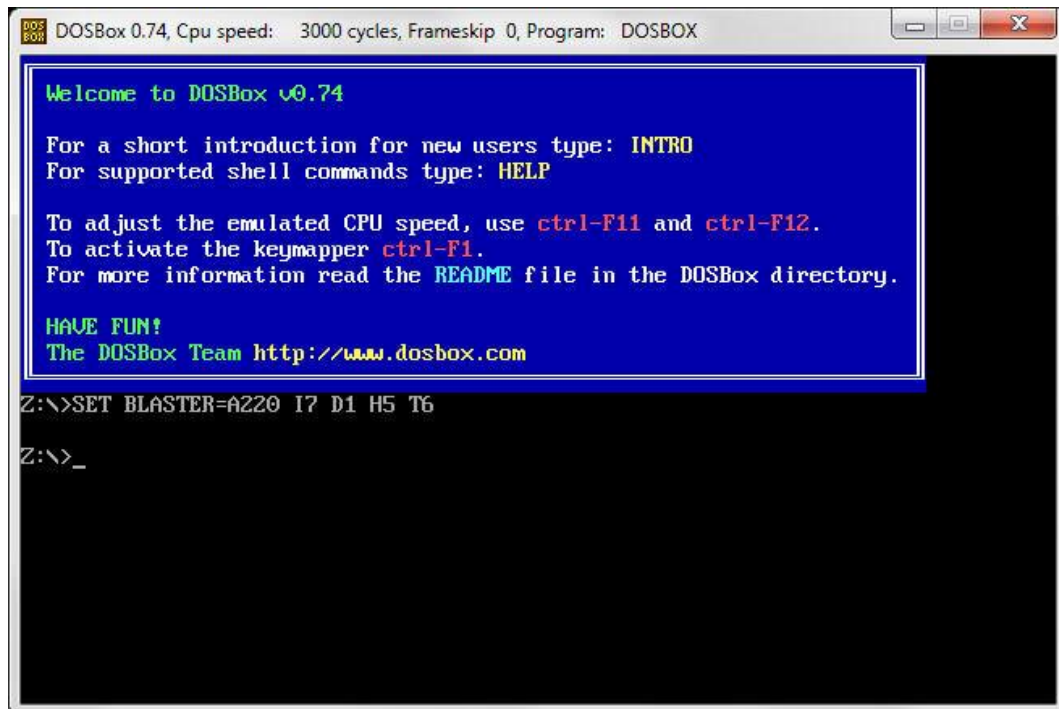 DOS BOX DOSBox 0.74, Cpu speed: 3000 cycles, Frameskip 0, Program: DOSBOX
Welcome to DOSBox v0.74
For a short introduction for new users type: INTRO
For supported shell commands type: HELP
To adjust the emulated CPU speed, use ctrl-F11 and ctrl-F12.
To activate the keymapper ctrl-F1.
For more information read the README file in the DOSBox directory.
HAVE FUN!
The DOSBox Team http://www.dosbox.com
Z:\>SET BLASTER=A220 I7 D1 H5 T6
Z:\>_